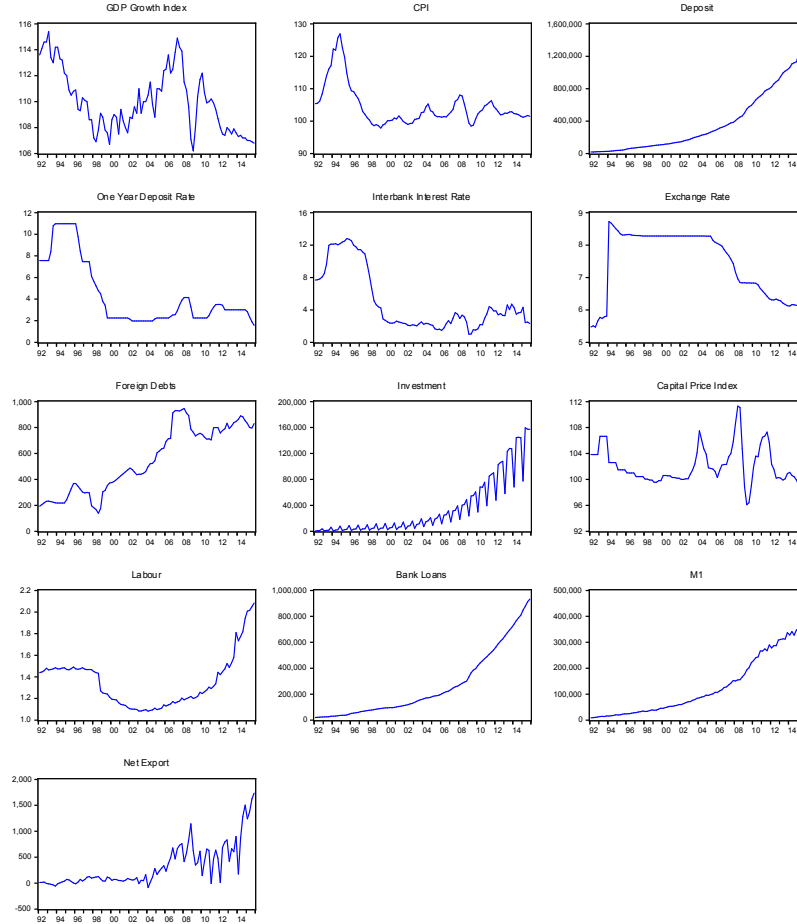 GDP Growth Index
116
114
112
110
108
106
92 94 96 98 00 02 04 06 08 10 12 14
CPI
130
120
110
100
90
92 94 96 98 00 02 04 06 08 10 12 14
Deposit
1,600,000
1,200,000
800,000
400,000
0
92 94 96 98 00 02 04 06 08 10 12 14
One Year Deposit Rate
12
10
8
6
4
2
0
92 94 96 98 00 02 04 06 08 10 12 14
Interbank Interest Rate
16
12
8
4
0
92 94 96 98 00 02 04 06 08 10 12 14
Exchange Rate
9
8
7
6
5
92 94 96 98 00 02 04 06 08 10 12 14
Foreign Debts
1,000
800
600
400
200
0
92 94 96 98 00 02 04 06 08 10 12 14
Investment
200,000
160,000
120,000
80,000
40,000
0
92 94 96 98 00 02 04 06 08 10 12 14
Capital Price Index
112
108
104
100
96
92
92 94 96 98 00 02 04 06 08 10 12 14
Labour
2.2
2.0
1.8
1.6
1.4
1.2
1.0
92 94 96 98 00 02 04 06 08 10 12 14
Bank Loans
1,000,000
800,000
600,000
400,000
200,000
0
92 94 96 98 00 02 04 06 08 10 12 14
M1
500,000
400,000
300,000
200,000
100,000
0
92 94 96 98 00 02 04 06 08 10 12 14
Net Export
2,000
1,500
1,000
500
0
-500
92 94 96 98 00 02 04 06 08 10 12 14